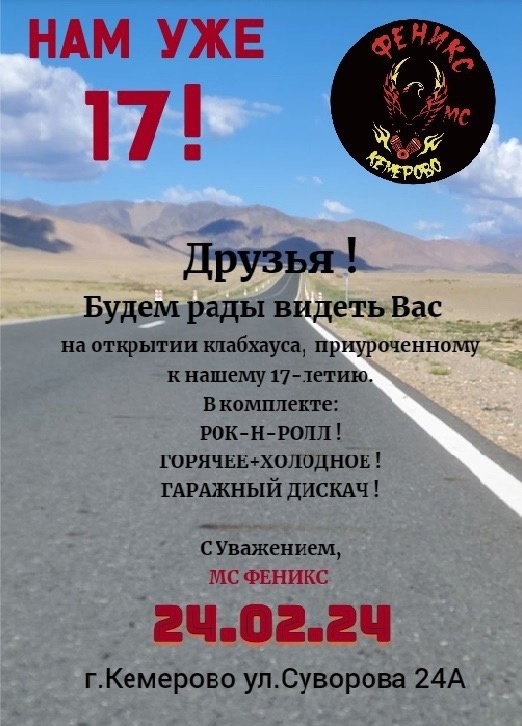 НАМ УЖЕ
17!
ФЕНИКС
МС
КЕМЕРОВО
Друзья !
Будем рады видеть Вас
на открытии клабхауса, приуроченному
к нашему 17-летию.
В комплекте:
РОК-Н-РОЛЛ !
ГОРЯЧЕЕ+ХОЛОДНОЕ !
ГАРАЖНЫЙ ДИСКАЧ !
С Уважением,
МС ФЕНИКС
24.02.24
г.Кемерово ул.Суворова 24А